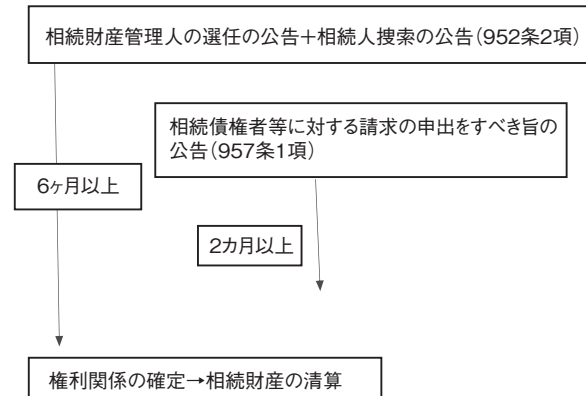 相続財産管理人の選任の公告＋相続人捜索の公告(952条2項)
相続債権者等に対する請求の申出をすべき旨の
公告(957条1項)
6ヶ月以上
2カ月以上
権利関係の確定→相続財産の清算